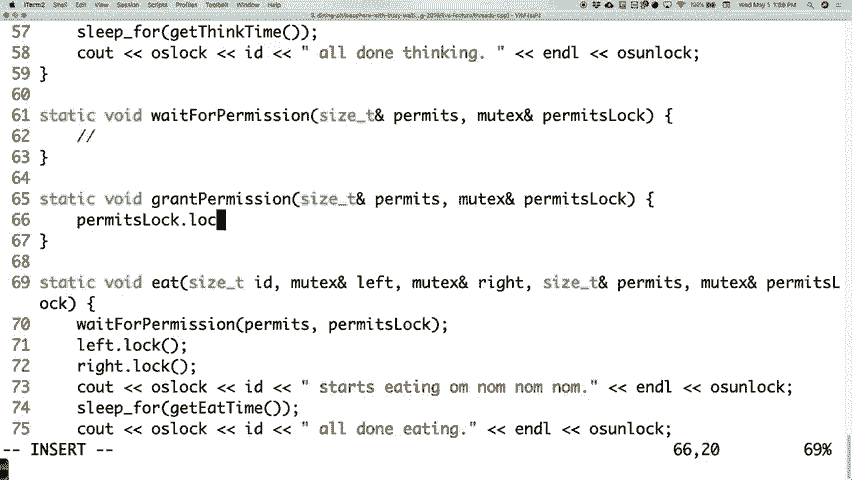 iTerm2 Shell Edit View Session Scripts Profiles Toolbelt Window Help 100% Wed May 1 1:59 PM
57 sleep_for(getThinkTime());
58 cout << oslock << id << " all done thinking. " << endl << osunlock;
59 }
60
61 static void waitForPermission(size_t& permits, mutex& permitsLock) {
62 //
63 }
64
65 static void grantPermission(size_t& permits, mutex& permitsLock) {
66 permitsLock.loc
67 }
68
69 static void eat(size_t id, mutex& left, mutex& right, size_t& permits, mutex& permitsL
ock) {
70 waitForPermission(permits, permitsLock);
71 left.lock();
72 right.lock();
73 cout << oslock << id << " starts eating om nom nom nom." << endl << osunlock;
74 sleep_for(getEatTime());
75 cout << oslock << id << " all done eating." << endl << osunlock;
-- INSERT -- 66,20 69%